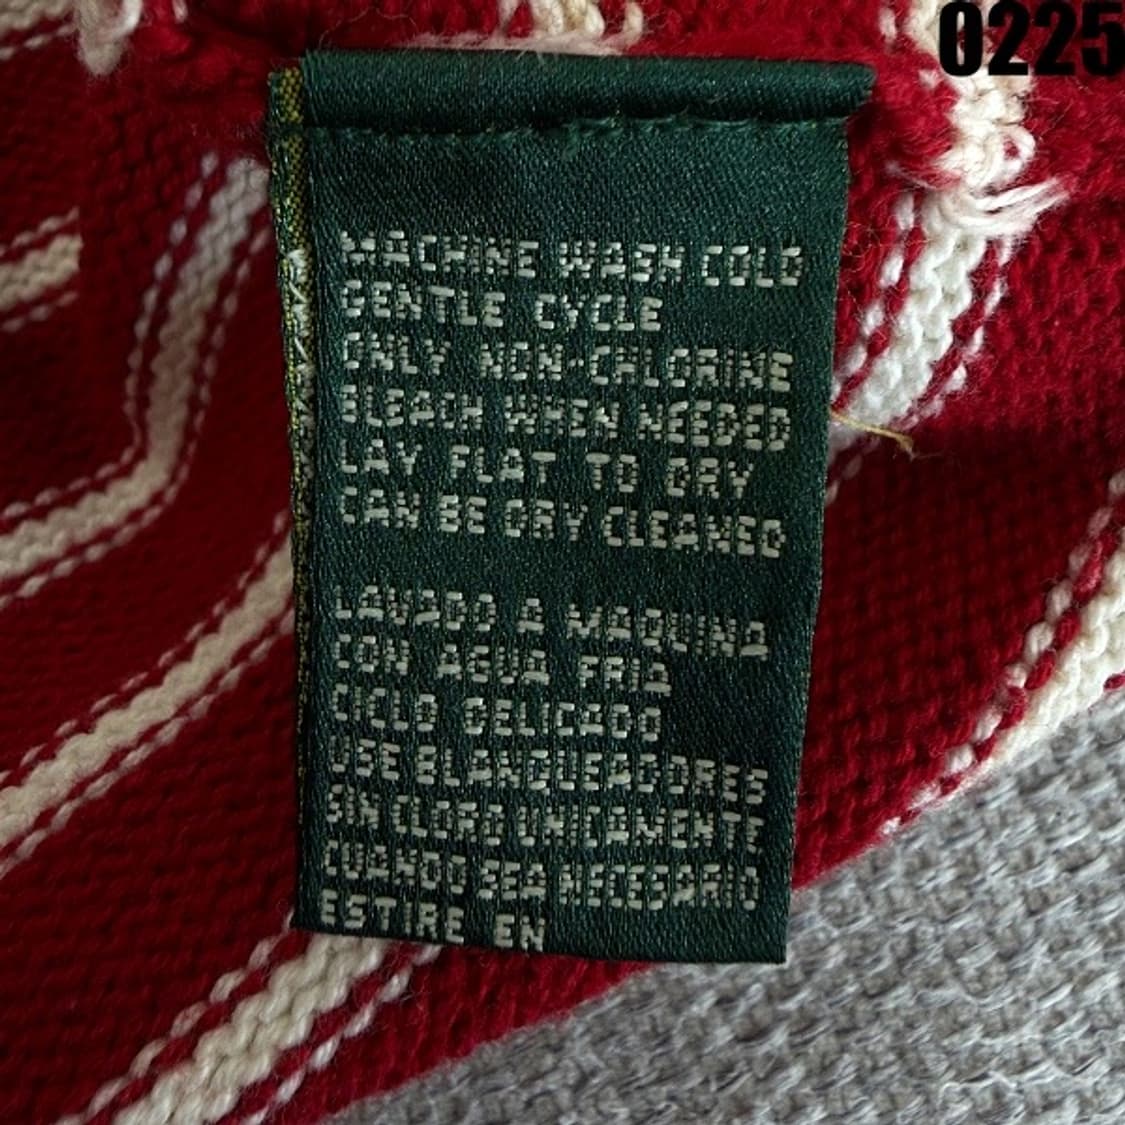 0225
MACHINE WASH COLD
GENTLE CYCLE
ONLY NON-CHLORINE
BLEACH WHEN NEEDED
LAY FLAT TO DRY
CAN BE DRY CLEANED
LAVADO A MAQUINA
CON AGUA FRIA
CICLO DELICADO
USE BLANQUEADORES
SIN CLORO UNICAMENTE
CUANDO SEA NECESARIO
ESTIRE EN